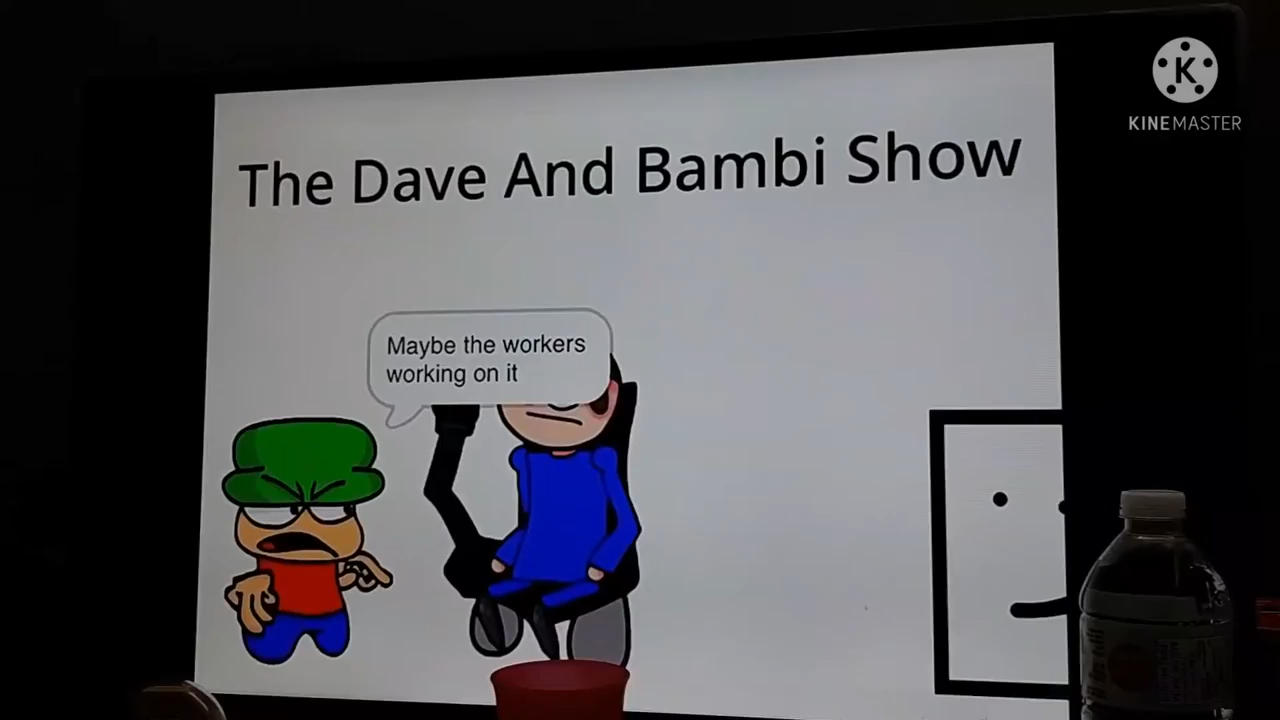 KINEMASTER
The Dave And Bambi Show
Maybe the workers
working on it